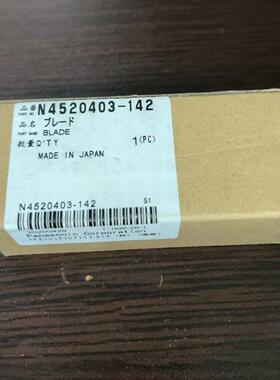 品番 PART NO. N4520403-142
品名 ブレード
PART NAME BLADE
数量 Q'TY 1(PC)
MADE IN JAPAN
N4520403-142 S1
Panasonic Corporation